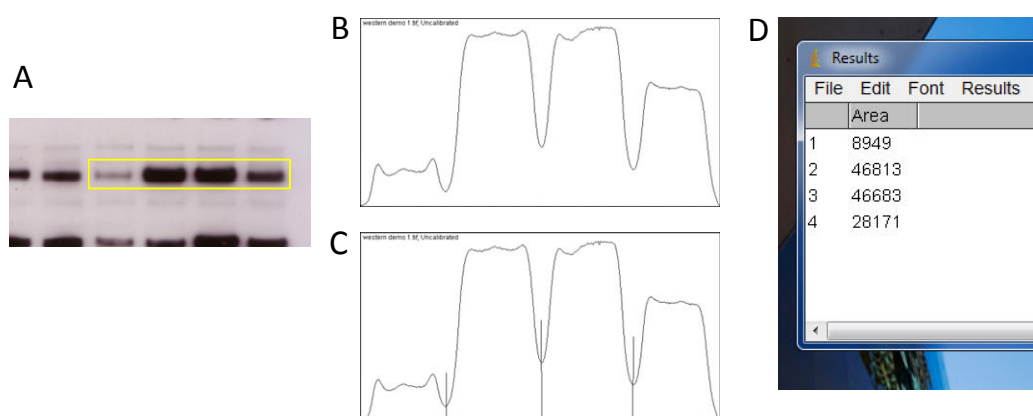 A
B
western demo 1 tif, Uncalibrated
C
western demo 1 tif, Uncalibrated
D
Results
File Edit Font Results
Area
1 8949
2 46813
3 46683
4 28171